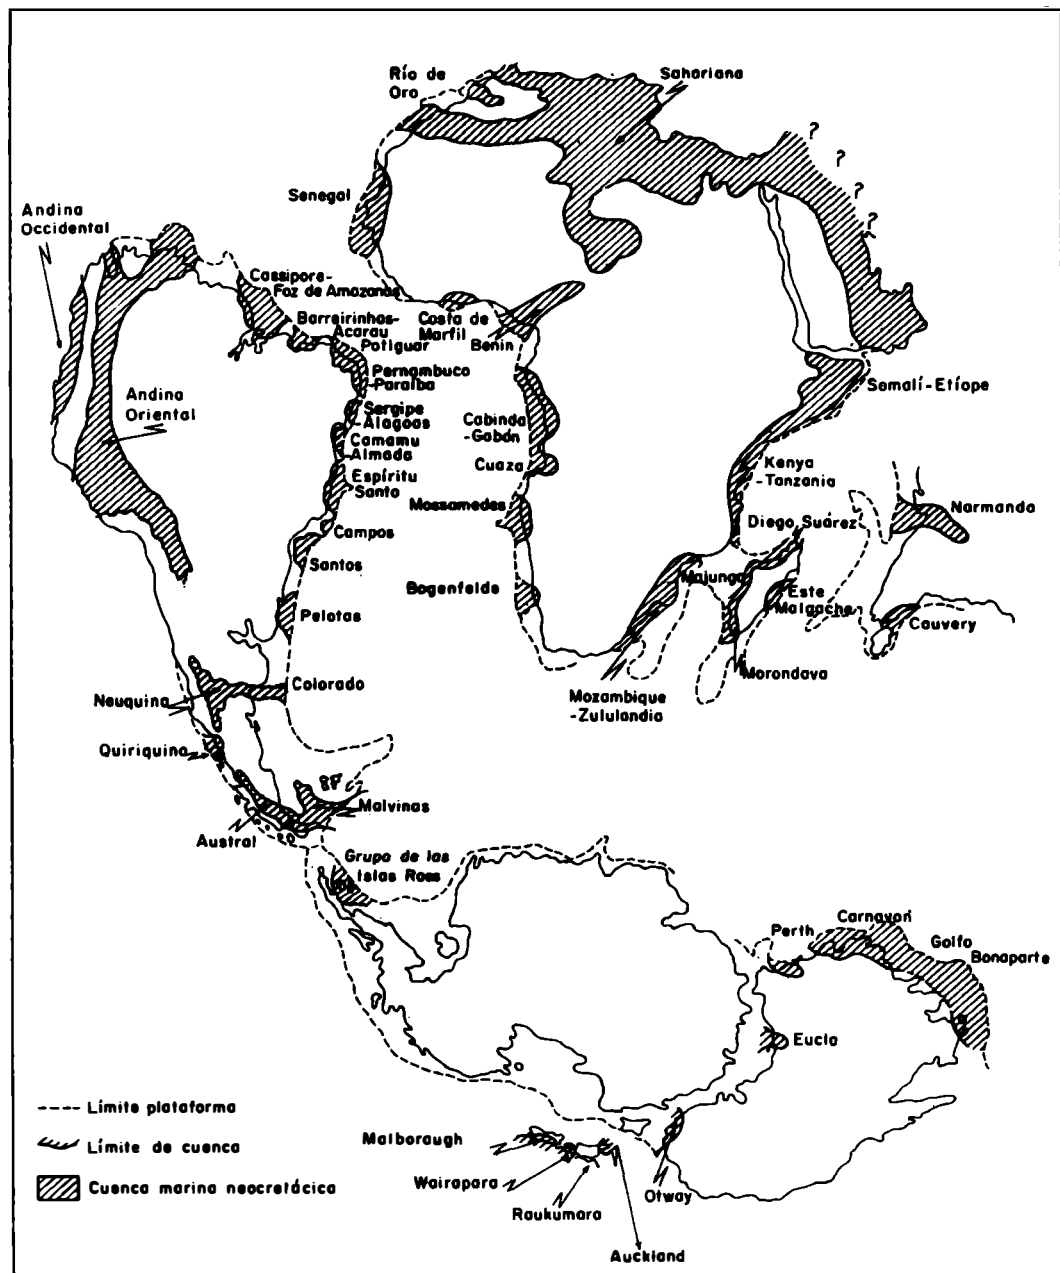 Río de
Oro
Sahariana
?
?
?
?
Senegal
Andina
Occidental
Cassipore-
Foz de Amazonas
Barreirinhas-
Acarau
Potiguar
Costa de
Marfil
Benin
Pernambuco
-Paraíba
Somalí-Etíope
Andina
Oriental
Sergipe
-Alagoas
Cabinda
-Gabón
Camamu
Almada
Cuaza
Kenya
-Tanzania
Espíritu
Santo
Mossamedes
Diego Suárez
Narmanda
Campos
Santos
Majunga
Bogenfelde
Este
Malgache
Pelotas
Cauvery
Morondava
Colorado
Neuquina
Mozambique
-Zululandia
Quiriquina
Malvinas
Austral
Grupo de las
Islas Ross
Carnavon
Perth
Golfo
Bonaparte
Eucla
---- Límite plataforma
Límite de cuenca
Cuenca marina neocretácica
Malborough
Wairapara
Raukumara
Otway
Auckland